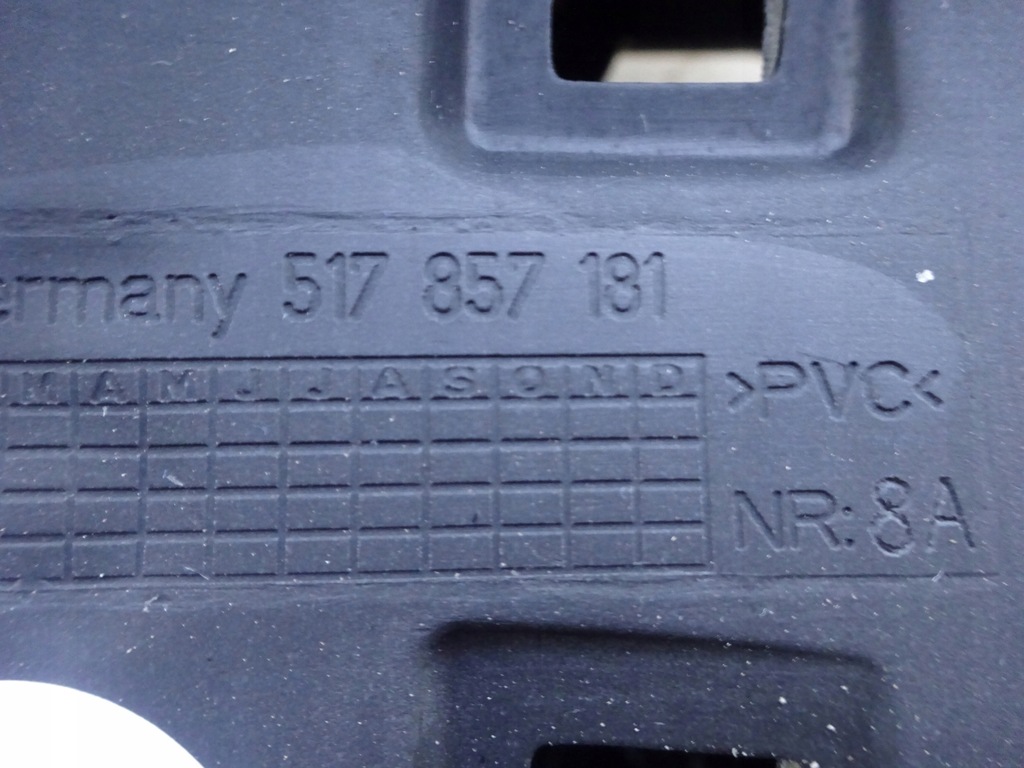 ermany 517 857 181
M A M J J A S O N D
>PVC<
NR: 8A